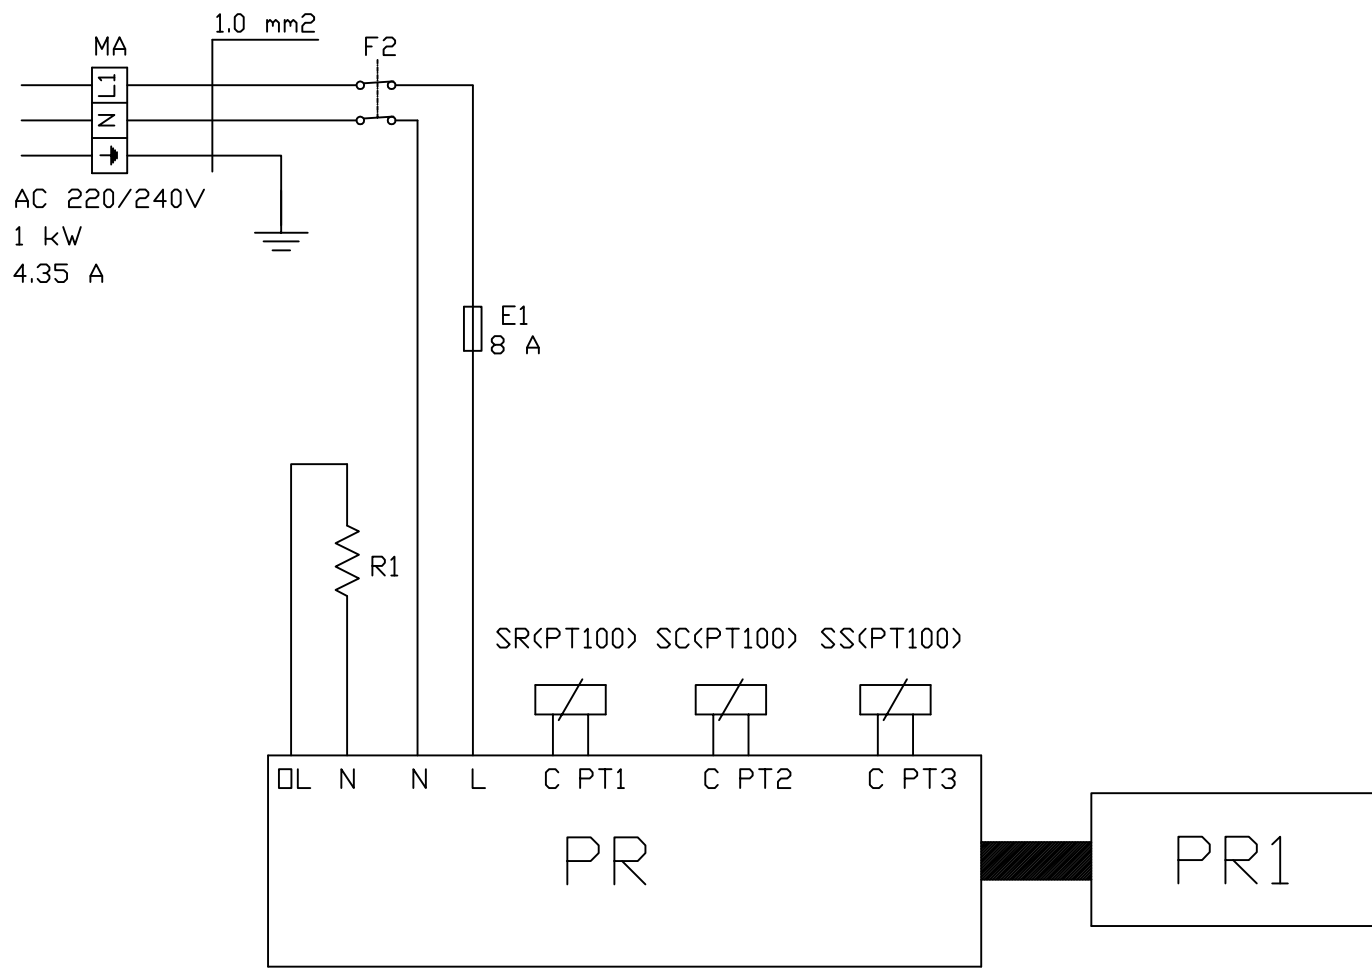 1.0 mm2
MA
F2
L1
N
AC 220/240V
1 kW
4.35 A
E1
8 A
R1
SR(PT100) SC(PT100) SS(PT100)
OL N N L C PT1 C PT2 C PT3
PR
PR1